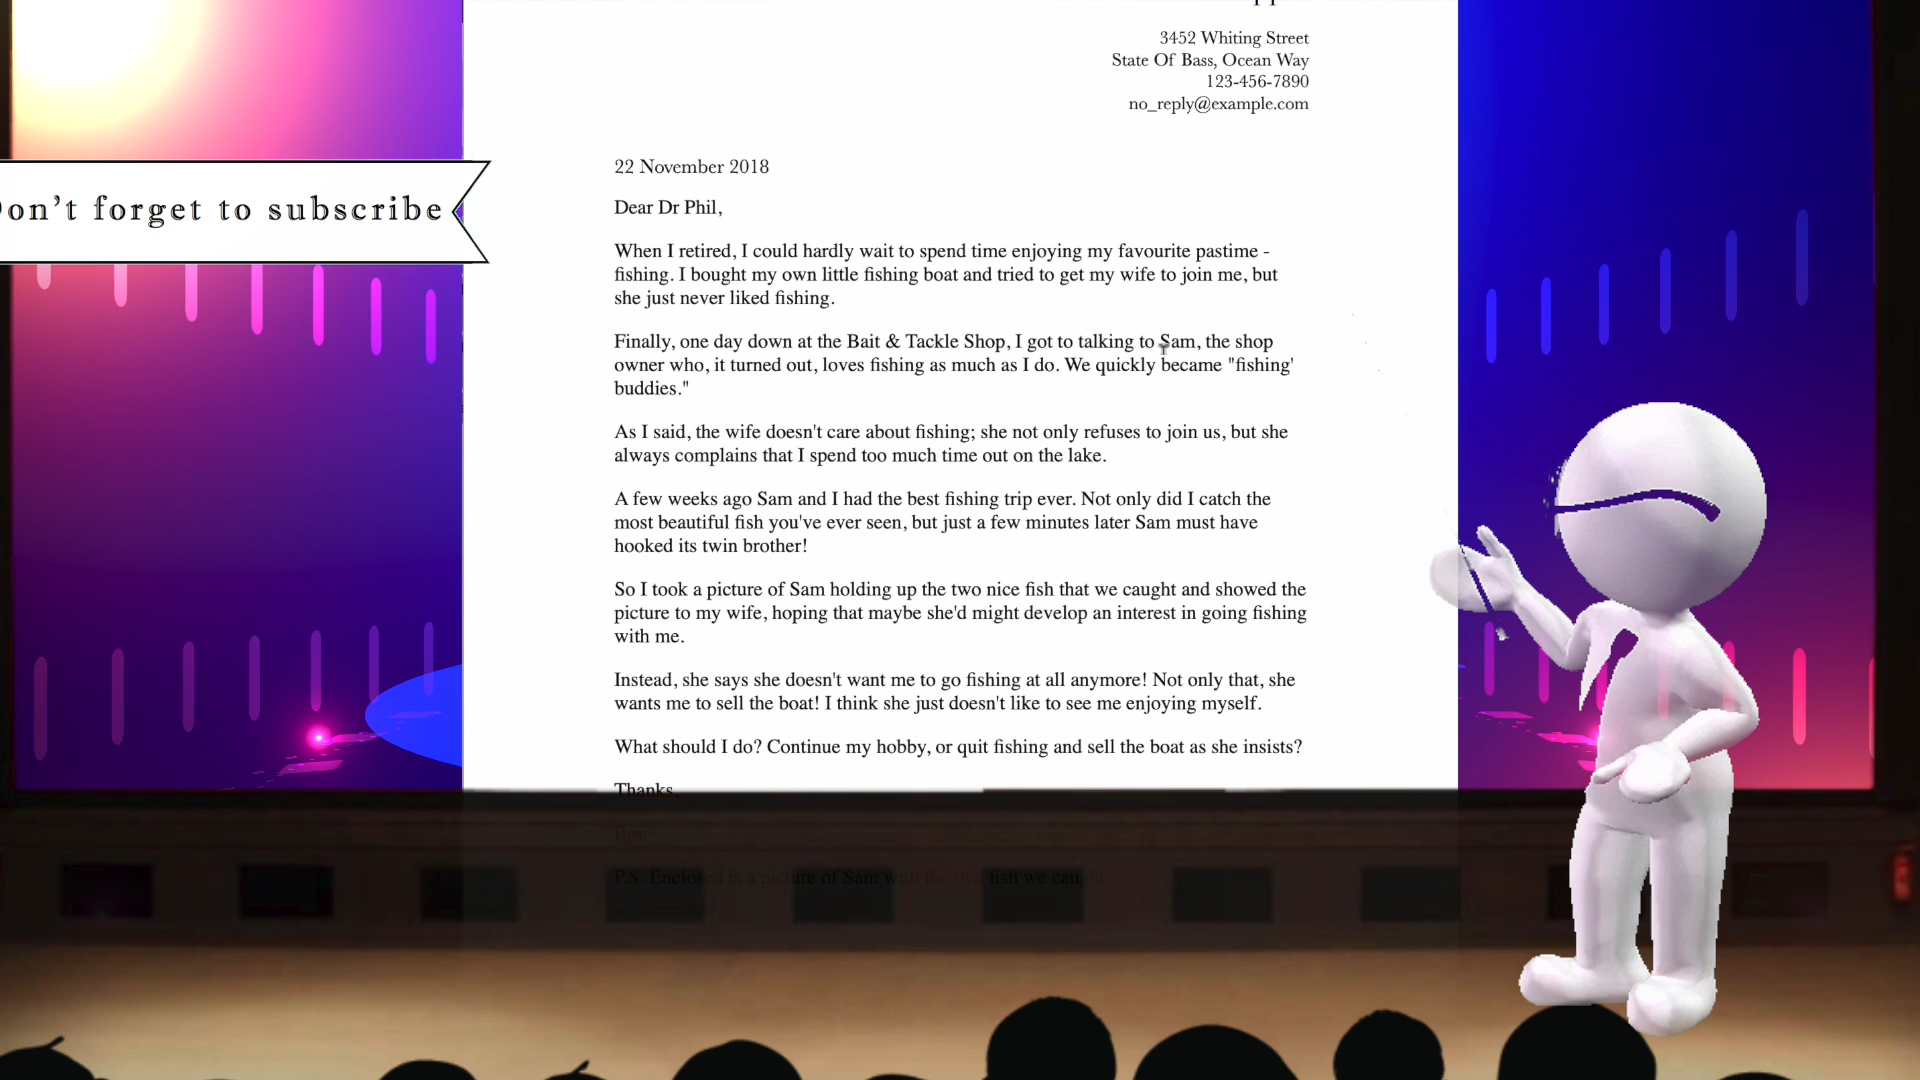 3452 Whiting Street
State Of Bass, Ocean Way
123-456-7890
no_reply@example.com
on't forget to subscribe
22 November 2018
Dear Dr Phil,
When I retired, I could hardly wait to spend time enjoying my favourite pastime -
fishing. I bought my own little fishing boat and tried to get my wife to join me, but
she just never liked fishing.
Finally, one day down at the Bait & Tackle Shop, I got to talking to Sam, the shop
owner who, it turned out, loves fishing as much as I do. We quickly became "fishing'
buddies."
As I said, the wife doesn't care about fishing; she not only refuses to join us, but she
always complains that I spend too much time out on the lake.
A few weeks ago Sam and I had the best fishing trip ever. Not only did I catch the
most beautiful fish you've ever seen, but just a few minutes later Sam must have
hooked its twin brother!
So I took a picture of Sam holding up the two nice fish that we caught and showed the
picture to my wife, hoping that maybe she'd might develop an interest in going fishing
with me.
Instead, she says she doesn't want me to go fishing at all anymore! Not only that, she
wants me to sell the boat! I think she just doesn't like to see me enjoying myself.
What should I do? Continue my hobby, or quit fishing and sell the boat as she insists?
Thanks,
P.S. Enclosed is a picture of Sam with the two fish we caught